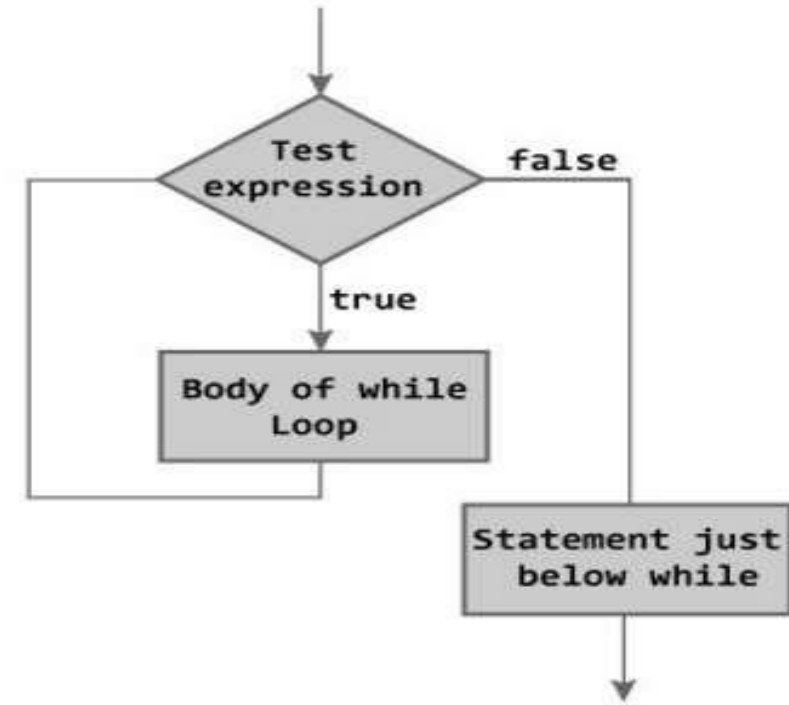 Test
expression
false
true
Body of while
Loop
Statement just
below while